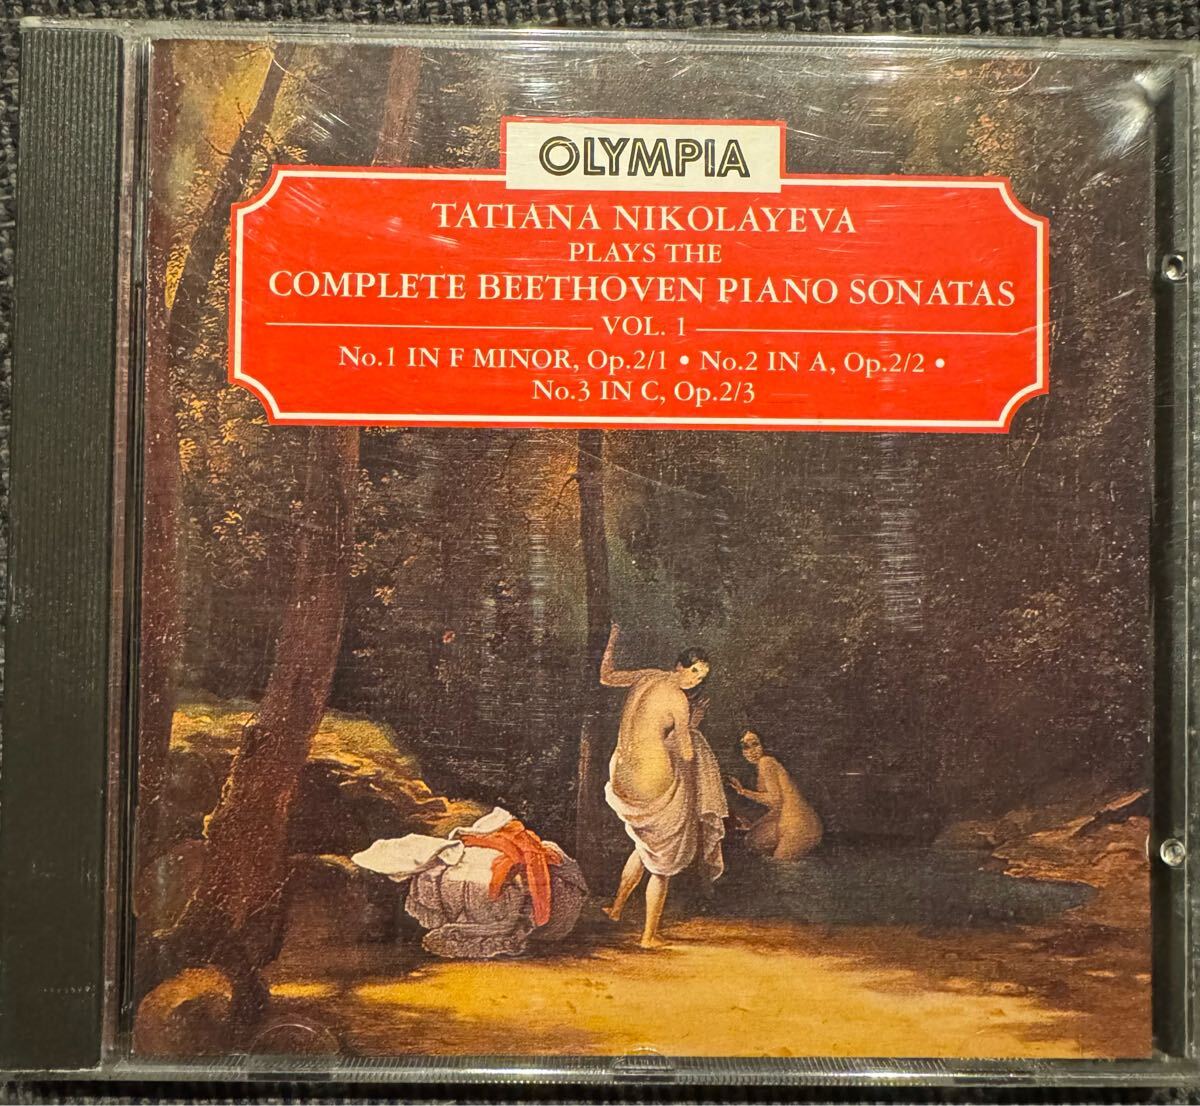 OLYMPIA
TATIANA NIKOLAYEVA
PLAYS THE
COMPLETE BEETHOVEN PIANO SONATAS
VOL. 1
No.1 IN F MINOR, Op.2/1 • No.2 IN A, Op.2/2 •
No.3 IN C, Op.2/3